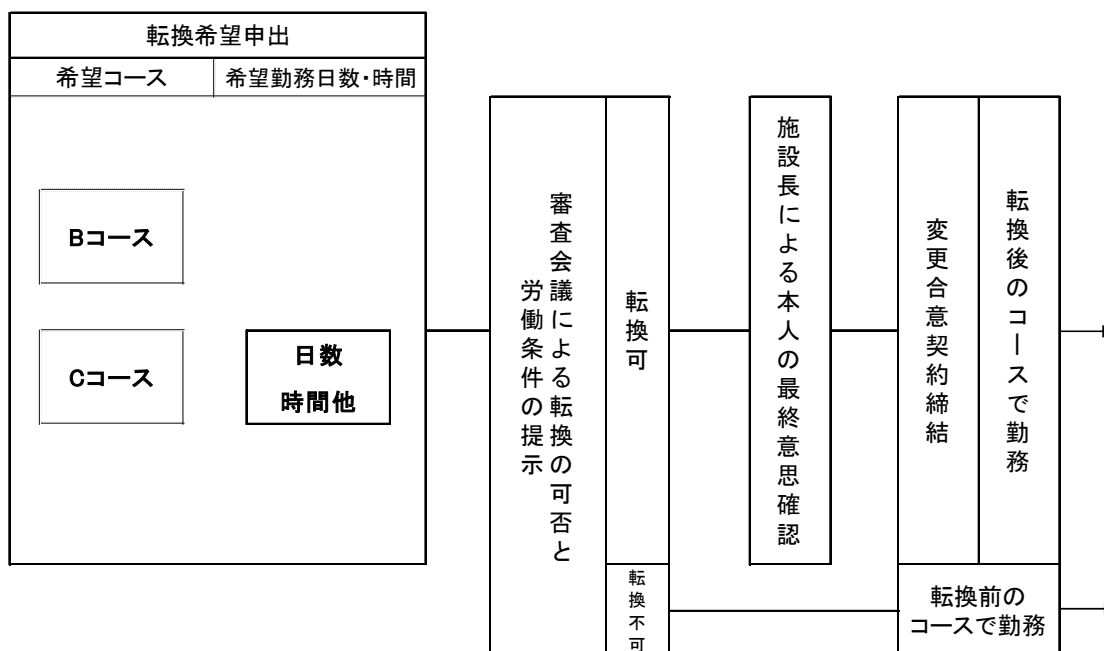 転換希望申出
希望コース
希望勤務日数・時間
Bコース
Cコース
日数
時間他
審査会議による転換の可否と
労働条件の提示
転換可
転換不可
施設長による本人の最終意思確認
変更合意契約締結
転換後のコースで勤務
転換前の
コースで勤務